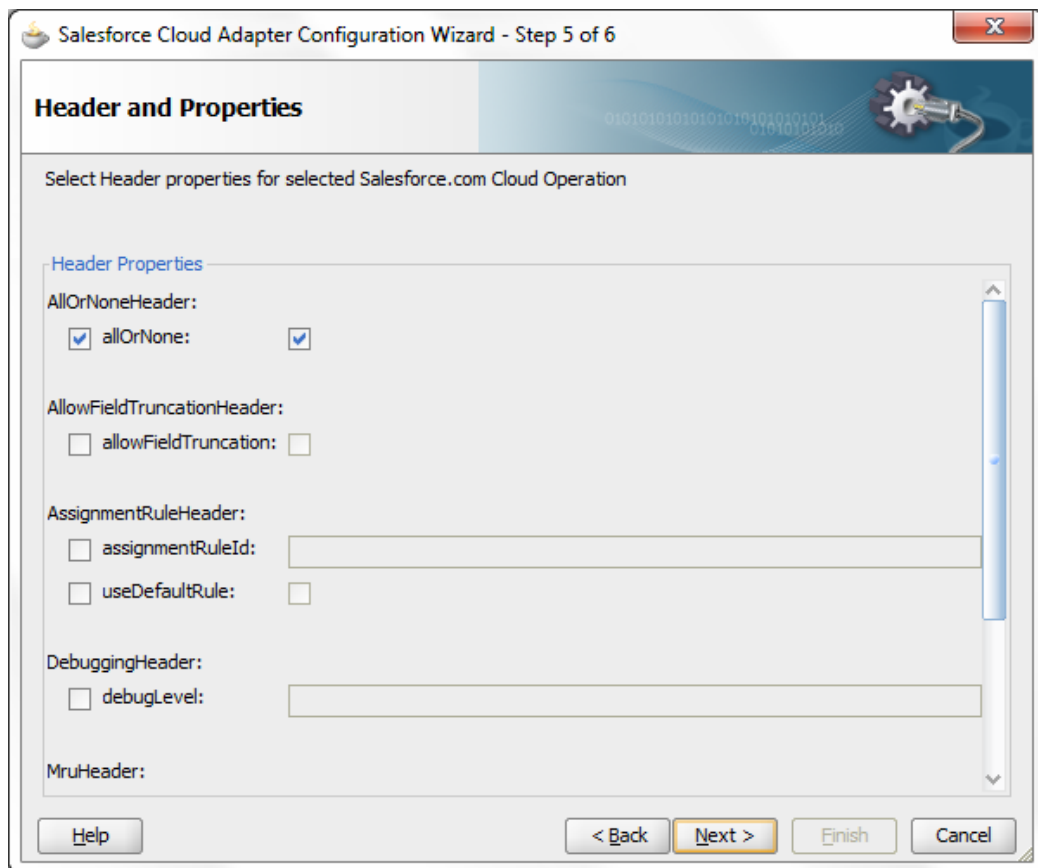 Salesforce Cloud Adapter Configuration Wizard - Step 5 of 6
Header and Properties
010101010101010101010101
01010101010
Select Header properties for selected Salesforce.com Cloud Operation
Header Properties
AllOrNoneHeader:
allOrNone:
AllowFieldTruncationHeader:
allowFieldTruncation:
AssignmentRuleHeader:
assignmentRuleId:
useDefaultRule:
DebuggingHeader:
debugLevel:
MruHeader:
Help < Back Next > Finish Cancel